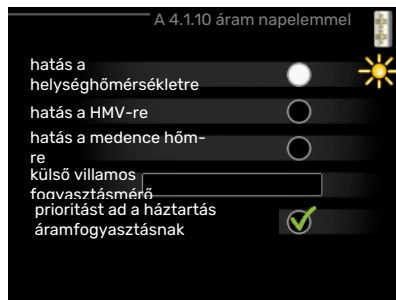 A 4.1.10 áram napelemmel
hatás a
helységhőmérsékletre
hatás a HMV-re
hatás a medence hőm-
re
külső villamos
fogyasztásmérő
prioritást ad a háztartás
áramfogyasztásnak